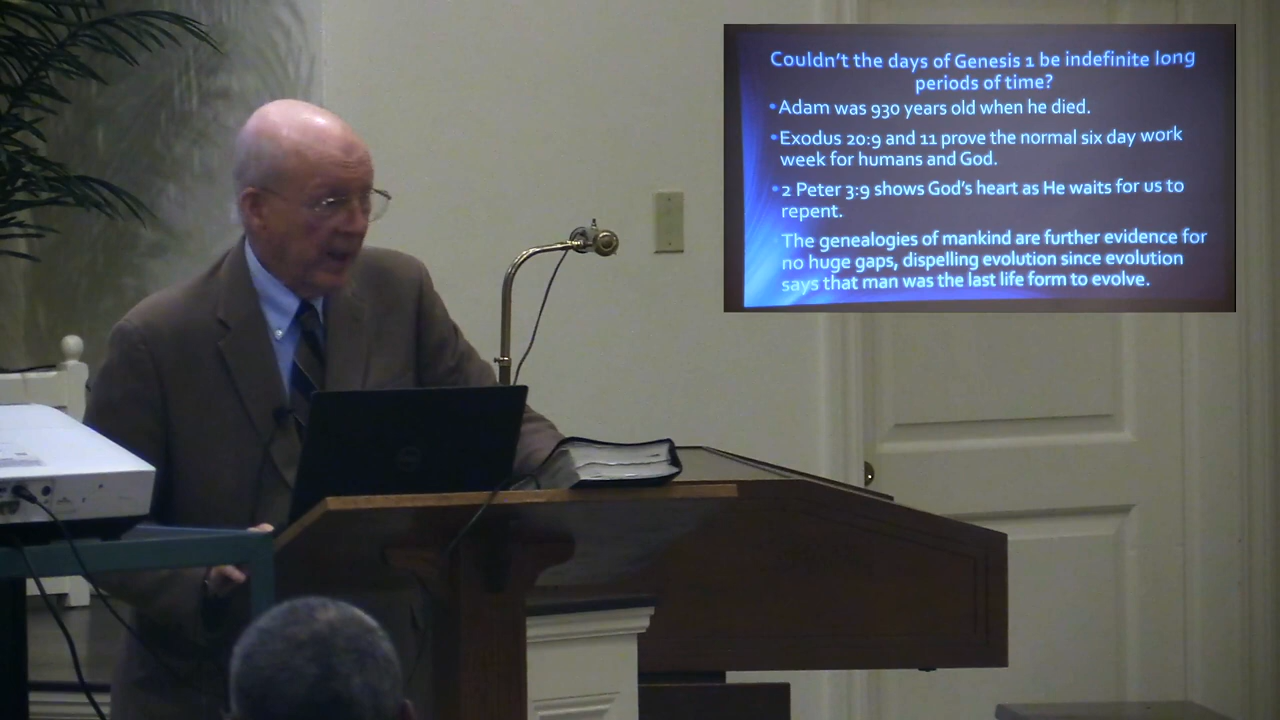 Couldn't the days of Genesis 1 be indefinite long
periods of time?
•Adam was 930 years old when he died.
•Exodus 20:9 and 11 prove the normal six day work
week for humans and God.
•2 Peter 3:9 shows God's heart as He waits for us to
repent.
The genealogies of mankind are further evidence for
no huge gaps, dispelling evolution since evolution
says that man was the last life form to evolve.